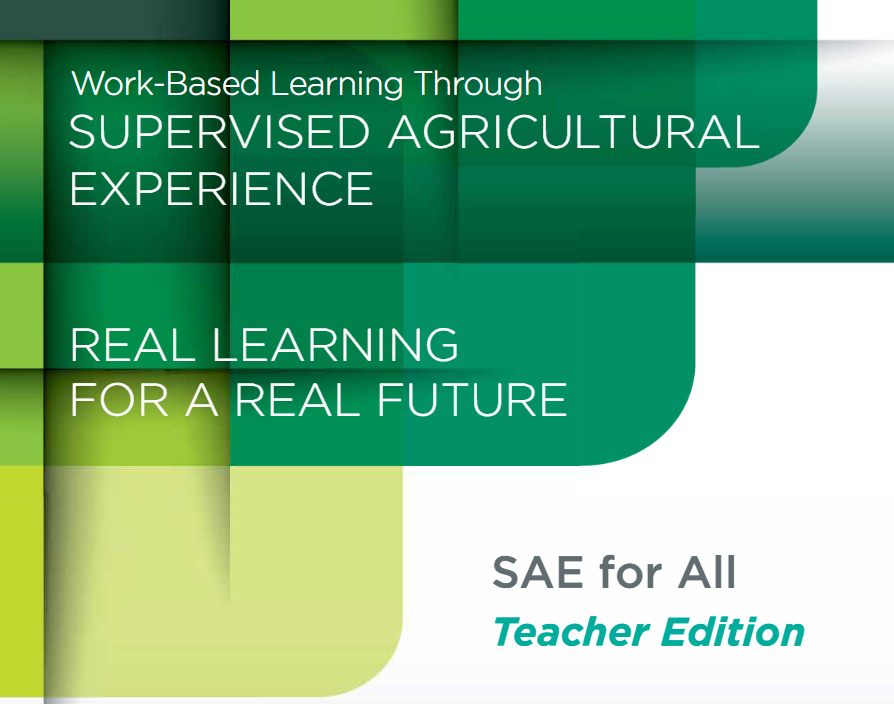 Work-Based Learning Through
SUPERVISED AGRICULTURAL
EXPERIENCE
REAL LEARNING
FOR A REAL FUTURE
SAE for All
Teacher Edition